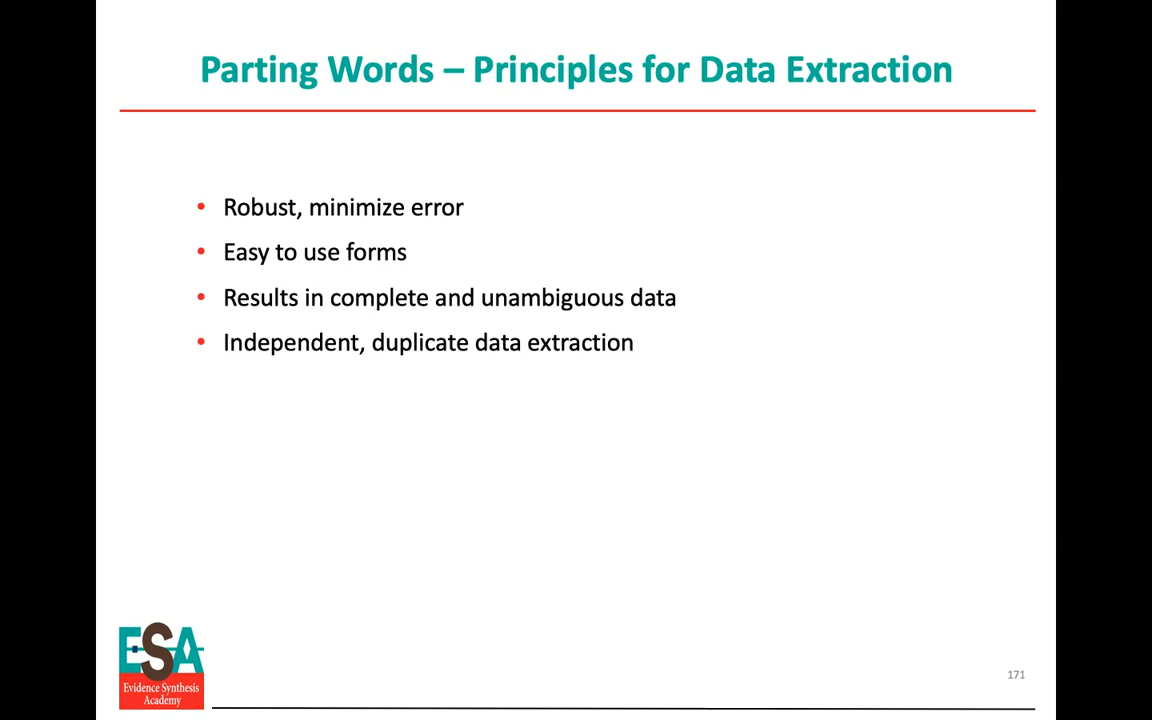 Parting Words – Principles for Data Extraction
• Robust, minimize error
• Easy to use forms
• Results in complete and unambiguous data
• Independent, duplicate data extraction
ESA
Evidence Synthesis
Academy
171